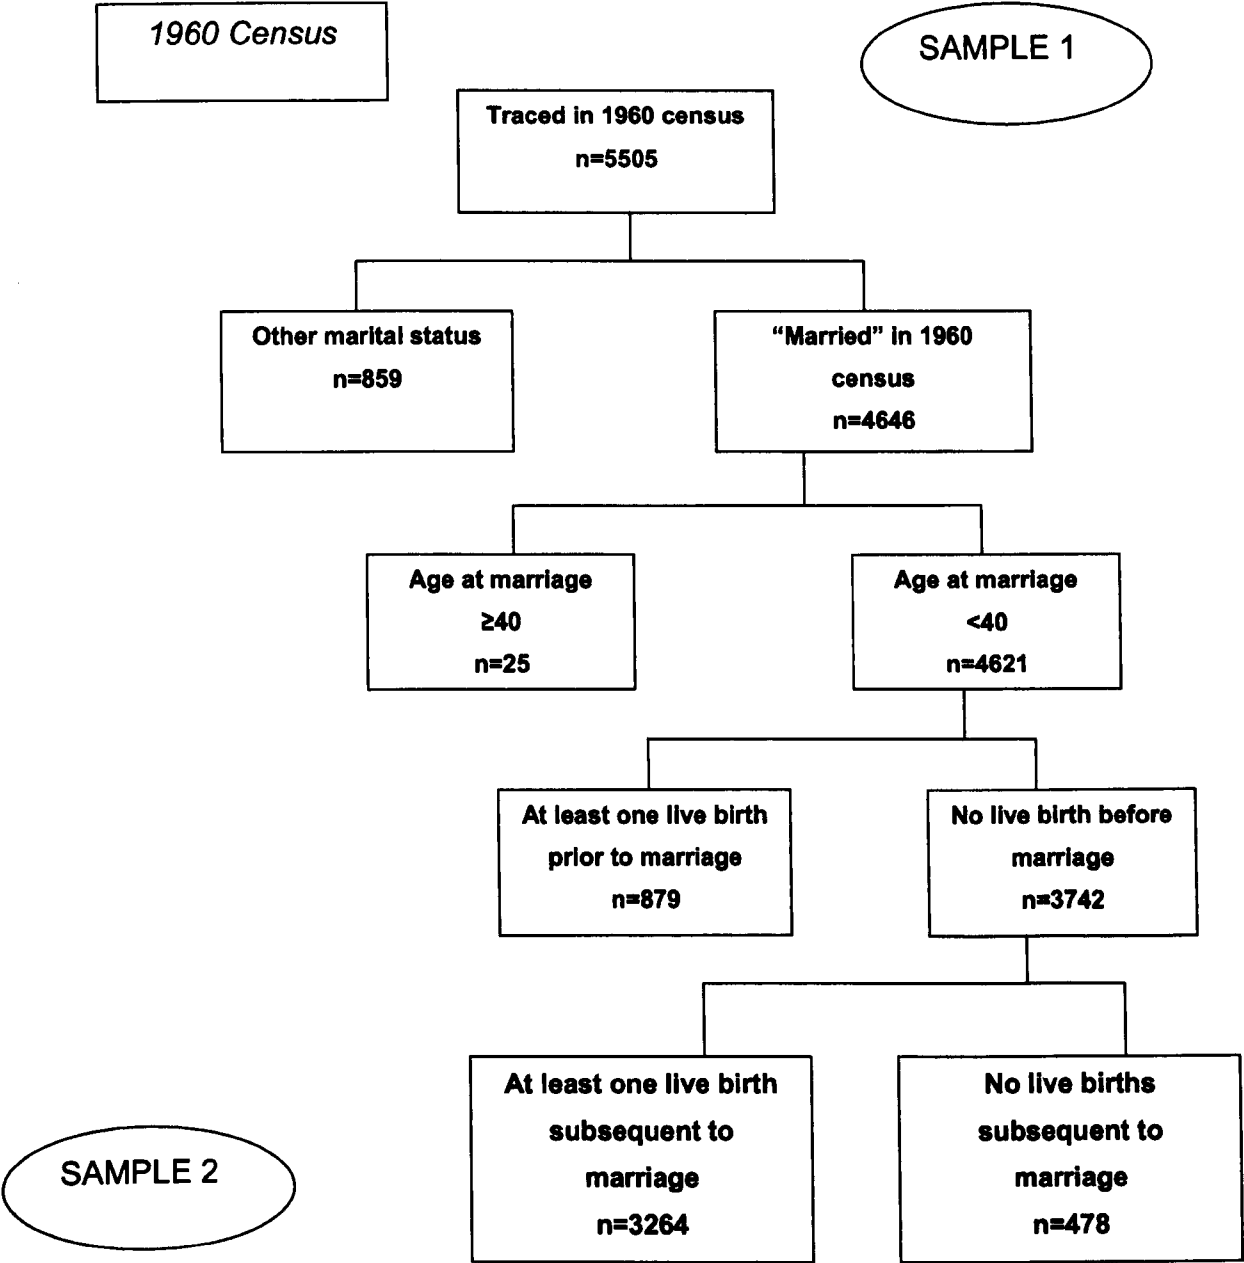 1960 Census
SAMPLE 1
Traced in 1960 census
n=5505
Other marital status
n=859
“Married” in 1960
census
n=4646
Age at marriage
≥40
n=25
Age at marriage
<40
n=4621
At least one live birth
prior to marriage
n=879
No live birth before
marriage
n=3742
At least one live birth
subsequent to
marriage
n=3264
No live births
subsequent to
marriage
n=478
SAMPLE 2